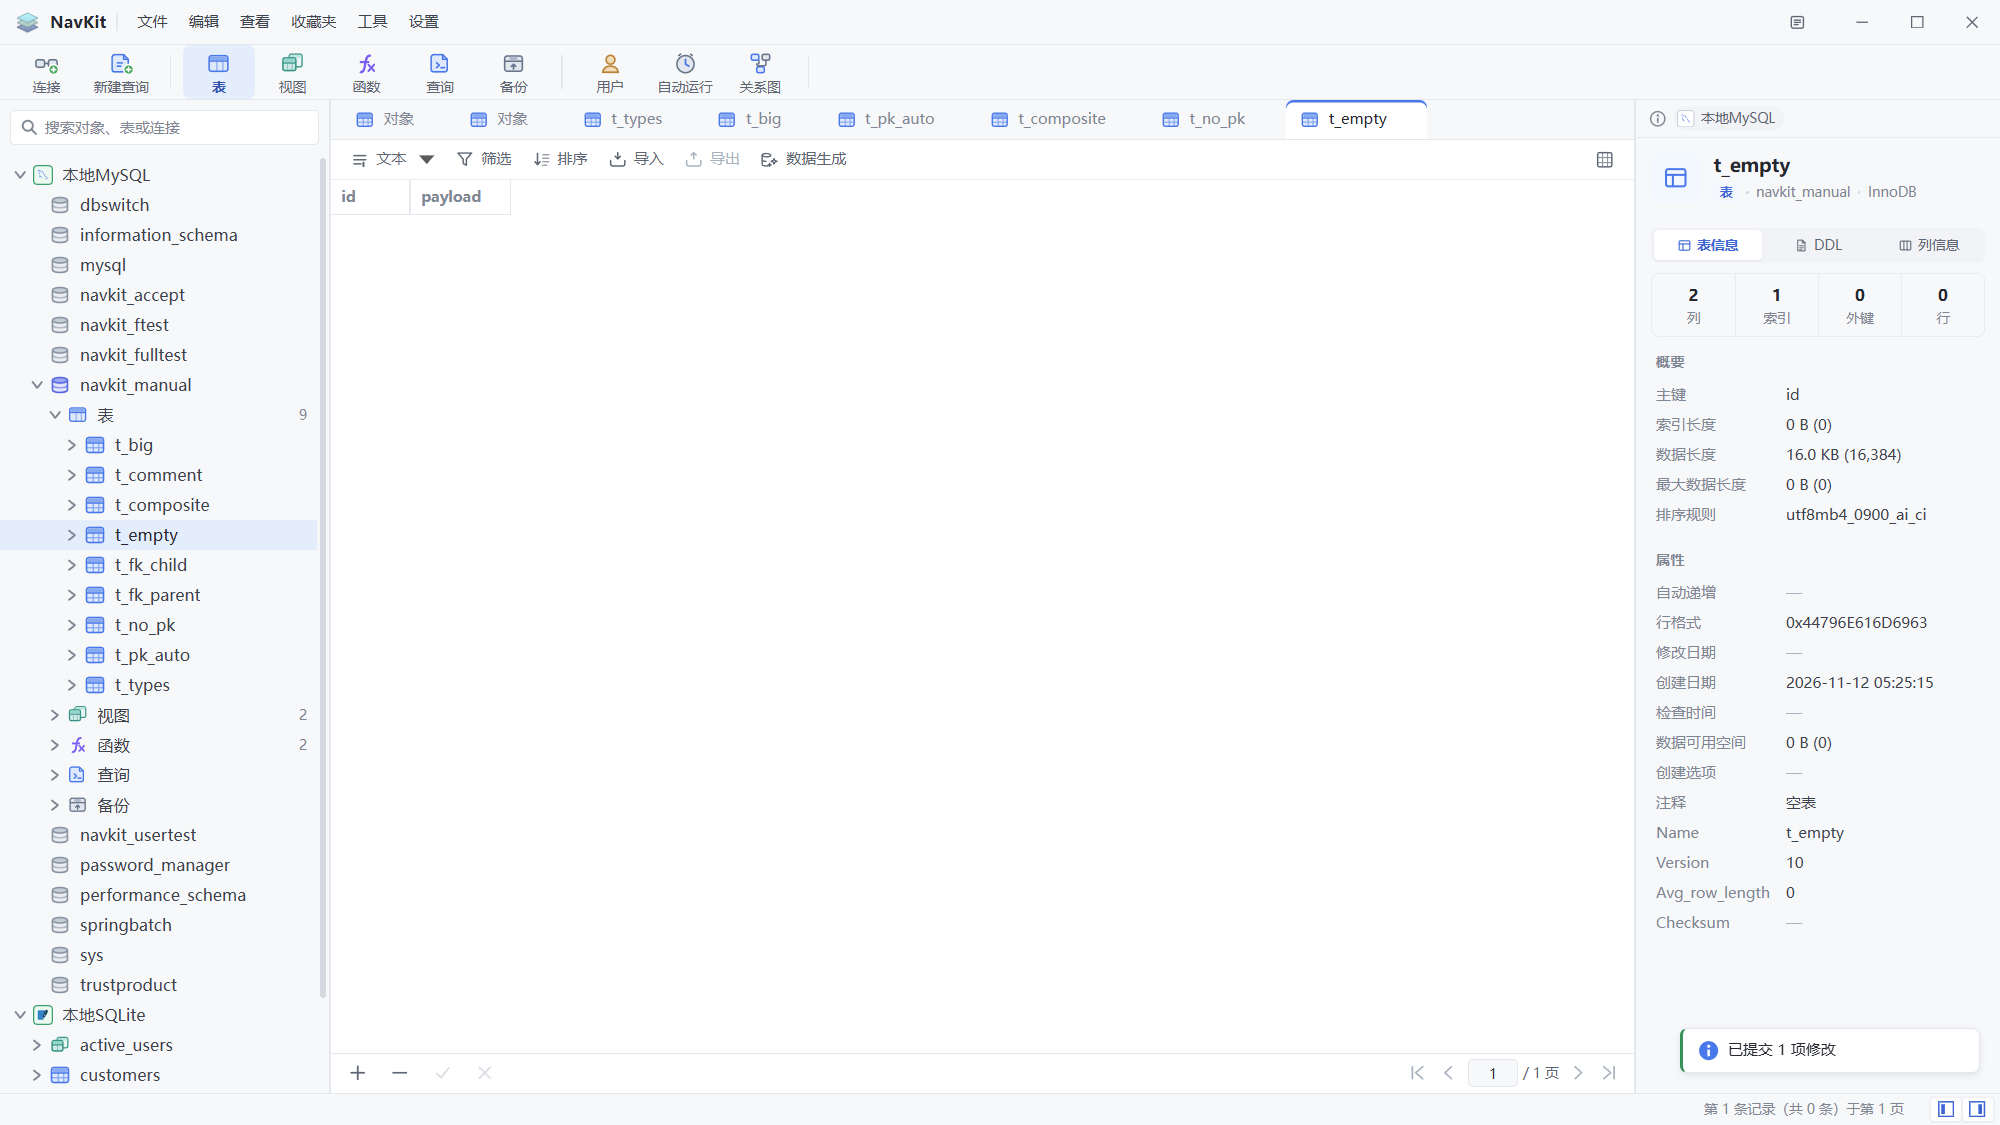 NavKit 文件 编辑 查看 收藏夹 工具 设置
连接 新建查询 表 视图 函数 查询 备份 用户 自动运行 关系图
搜索对象、表或连接
本地MySQL
dbswitch
information_schema
mysql
navkit_accept
navkit_ftest
navkit_fulltest
navkit_manual
表 9
t_big
t_comment
t_composite
t_empty
t_fk_child
t_fk_parent
t_no_pk
t_pk_auto
t_types
视图 2
函数 2
查询
备份
navkit_usertest
password_manager
performance_schema
springbatch
sys
trustproduct
本地SQLite
active_users
customers
对象 对象 t_types t_big t_pk_auto t_composite t_no_pk t_empty
文本 筛选 排序 导入 导出 数据生成
id payload
1 / 1 页
本地MySQL
t_empty
表 · navkit_manual · InnoDB
表信息 DDL 列信息
2 1 0 0
列 索引 外键 行
概要
主键 id
索引长度 0 B (0)
数据长度 16.0 KB (16,384)
最大数据长度 0 B (0)
排序规则 utf8mb4_0900_ai_ci
属性
自动递增 —
行格式 0x44796E616D6963
修改日期 —
创建日期 2026-11-12 05:25:15
检查时间 —
数据可用空间 0 B (0)
创建选项 —
注释 空表
Name t_empty
Version 10
Avg_row_length 0
Checksum —
已提交 1 项修改
第 1 条记录（共 0 条）于第 1 页